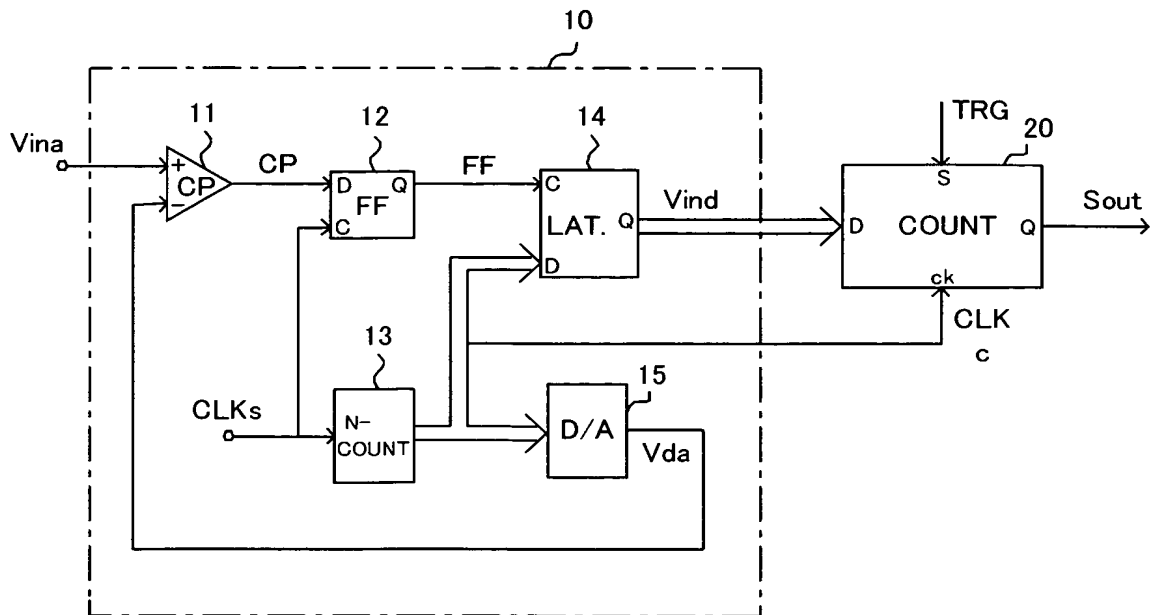 10
11
12
14
TRG
20
Vina
+
CP
−
CP
D
Q
FF
C
FF
C
LAT.
Q
D
Vind
S
D
COUNT
Q
ck
Sout
CLK
c
13
15
CLKs
N-
COUNT
D/A
Vda